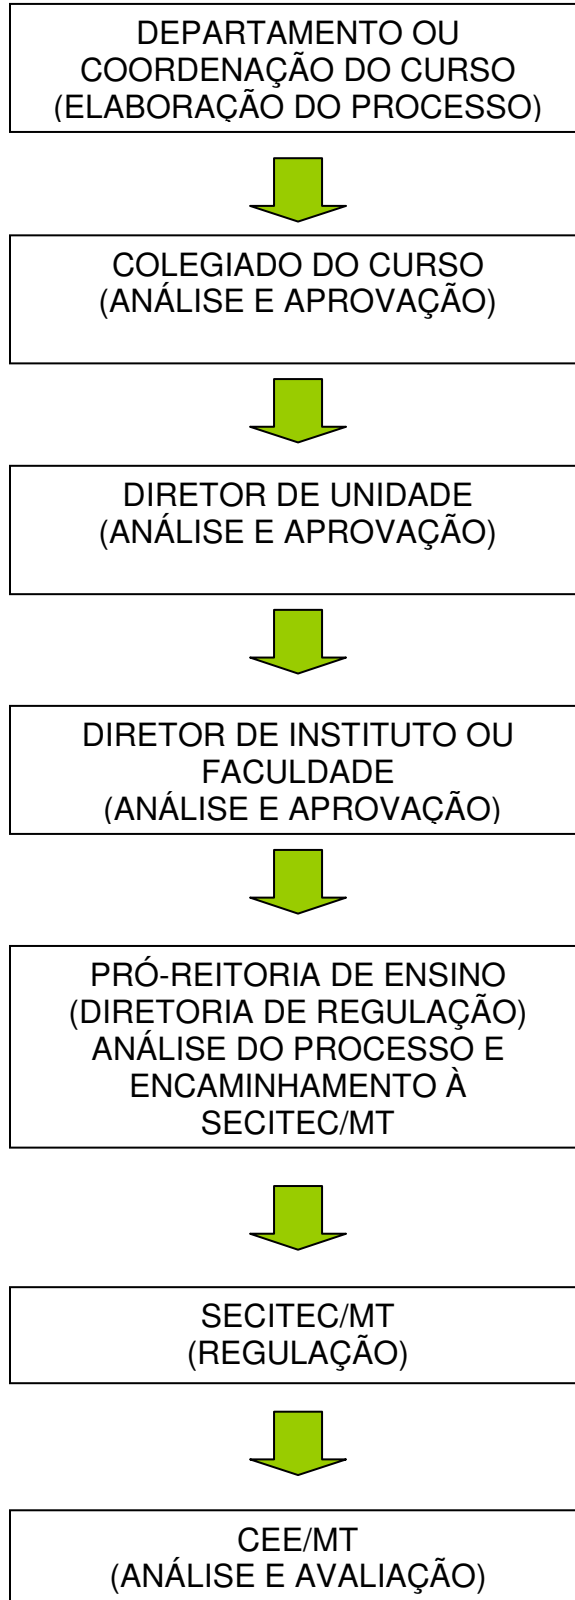 DEPARTAMENTO OU
COORDENAÇÃO DO CURSO
(ELABORAÇÃO DO PROCESSO)
COLEGIADO DO CURSO
(ANÁLISE E APROVAÇÃO)
DIRETOR DE UNIDADE
(ANÁLISE E APROVAÇÃO)
DIRETOR DE INSTITUTO OU
FACULDADE
(ANÁLISE E APROVAÇÃO)
PRÓ-REITORIA DE ENSINO
(DIRETORIA DE REGULAÇÃO)
ANÁLISE DO PROCESSO E
ENCAMINHAMENTO À
SECITEC/MT
SECITEC/MT
(REGULAÇÃO)
CEE/MT
(ANÁLISE E AVALIAÇÃO)